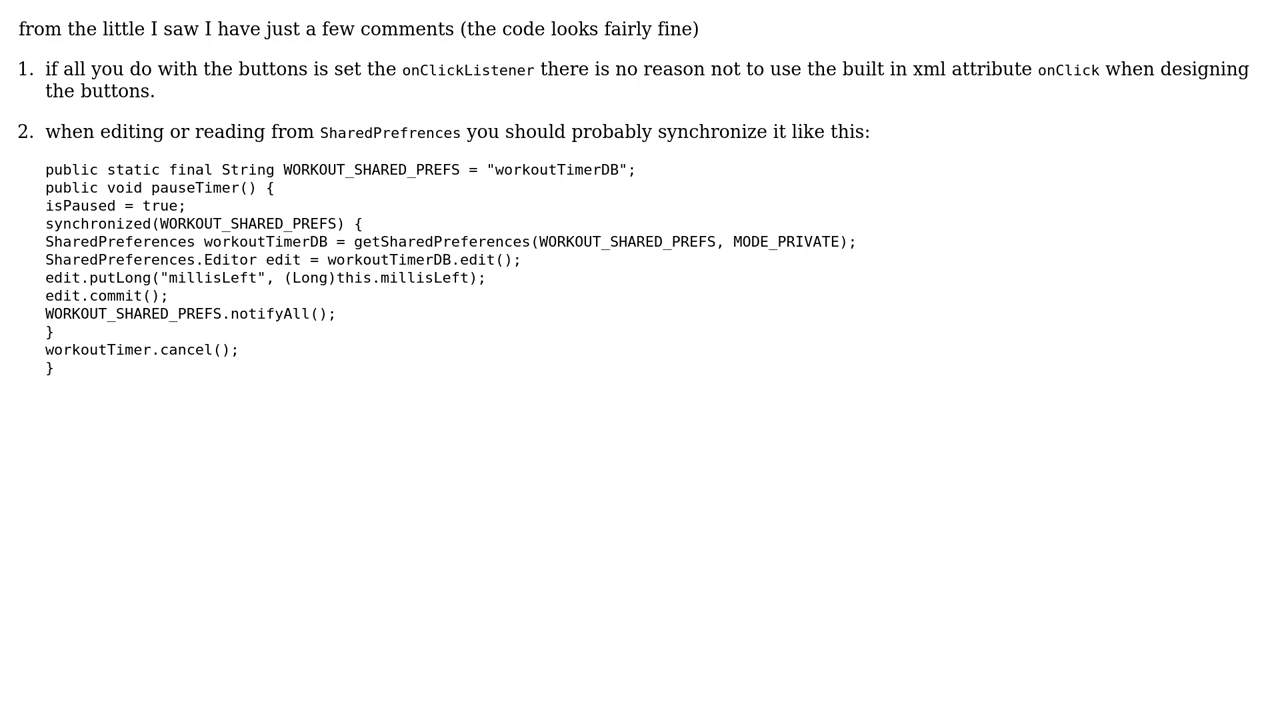 from the little I saw I have just a few comments (the code looks fairly fine)
1. if all you do with the buttons is set the onClickListener there is no reason not to use the built in xml attribute onClick when designing
the buttons.
2. when editing or reading from SharedPrefrences you should probably synchronize it like this:
public static final String WORKOUT_SHARED_PREFS = "workoutTimerDB";
public void pauseTimer() {
isPaused = true;
synchronized(WORKOUT_SHARED_PREFS) {
SharedPreferences workoutTimerDB = getSharedPreferences(WORKOUT_SHARED_PREFS, MODE_PRIVATE);
SharedPreferences.Editor edit = workoutTimerDB.edit();
edit.putLong("millisLeft", (Long)this.millisLeft);
edit.commit();
WORKOUT_SHARED_PREFS.notifyAll();
}
workoutTimer.cancel();
}